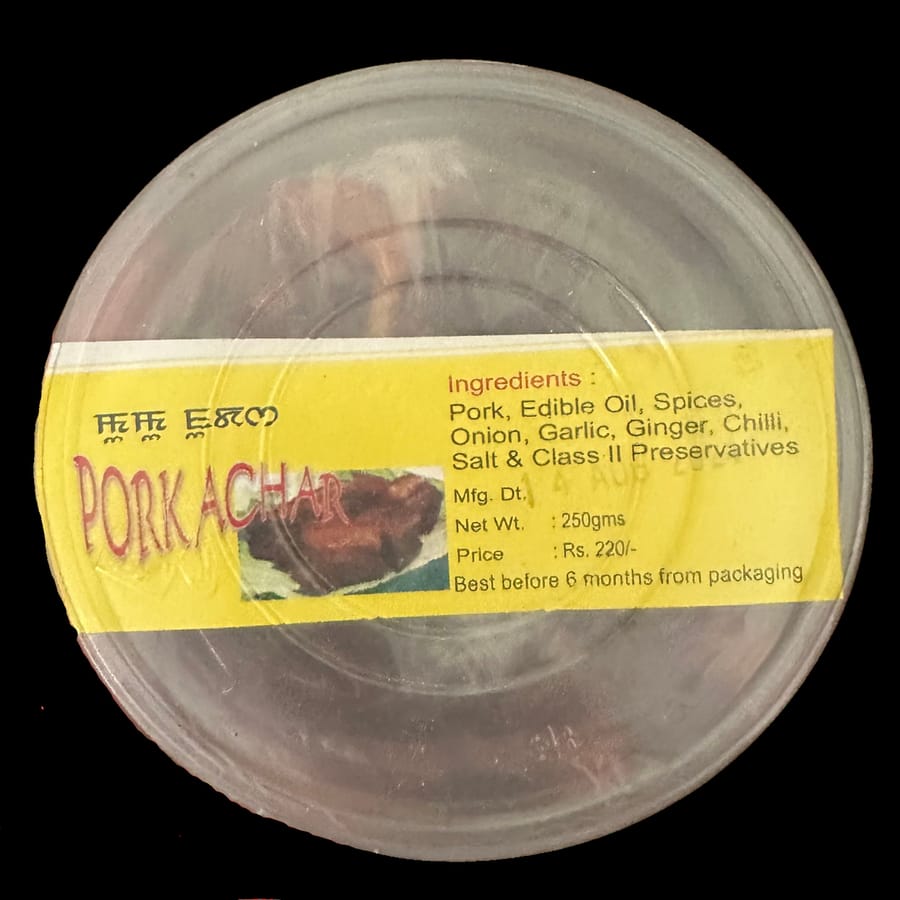 PORK ACHAR
Ingredients :
Pork, Edible Oil, Spices,
Onion, Garlic, Ginger, Chilli,
Salt & Class II Preservatives
Mfg. Dt. 14 AUG
Net Wt. : 250gms
Price : Rs. 220/-
Best before 6 months from packaging